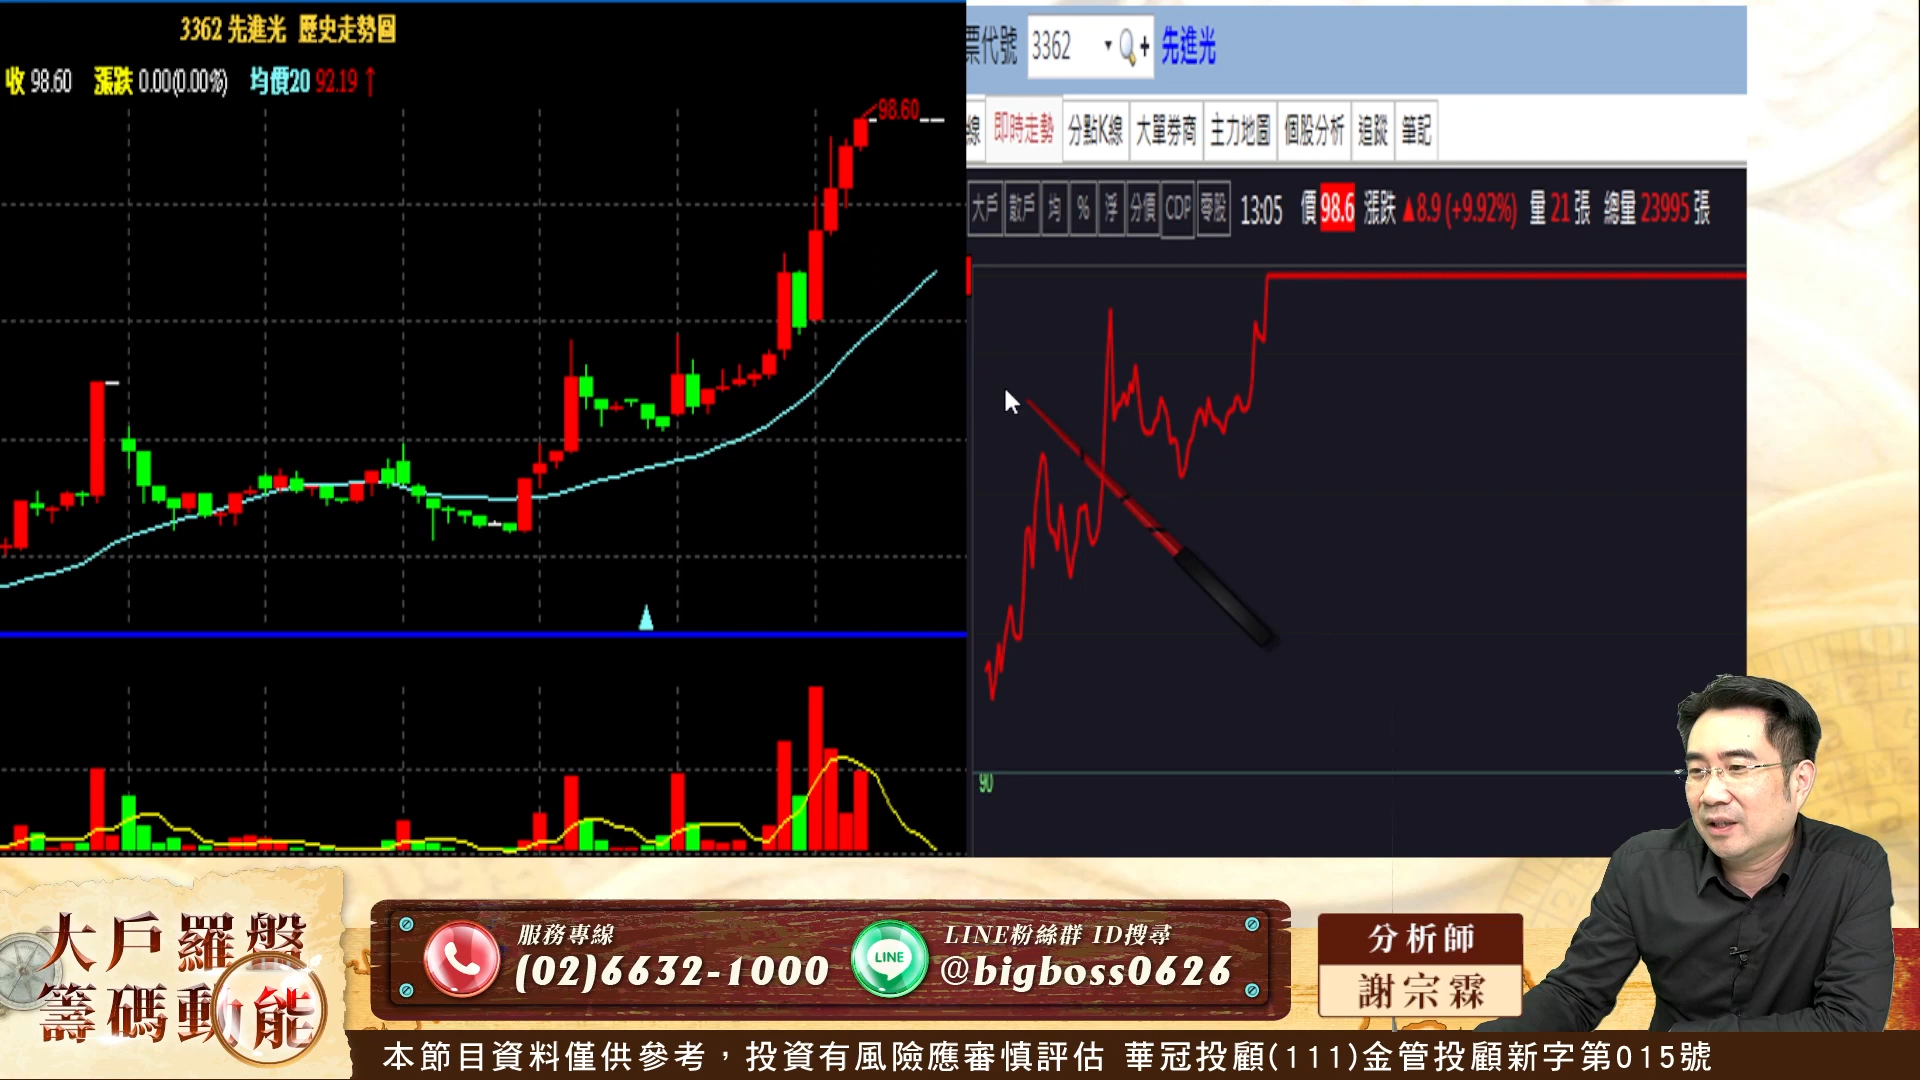 3362 先進光 歷史走勢圖
收 98.60 漲跌 0.00(0.00%) 均價20 92.19 ↑
98.60
票代號 3362 ▼ + 先進光
線 即時走勢 分點K線 大單券商 主力地圖 個股分析 追蹤 筆記
大戶 散戶 均 % 浮 分價 CDP 零股 13:05 價 98.6 漲跌 ▲8.9 (+9.92%) 量 21 張 總量 23995 張
90
大戶羅盤
籌碼動能
服務專線
(02)6632-1000
LINE
LINE粉絲群 ID搜尋
@bigboss0626
分析師
謝宗霖
本節目資料僅供參考，投資有風險應審慎評估 華冠投顧(111)金管投顧新字第015號